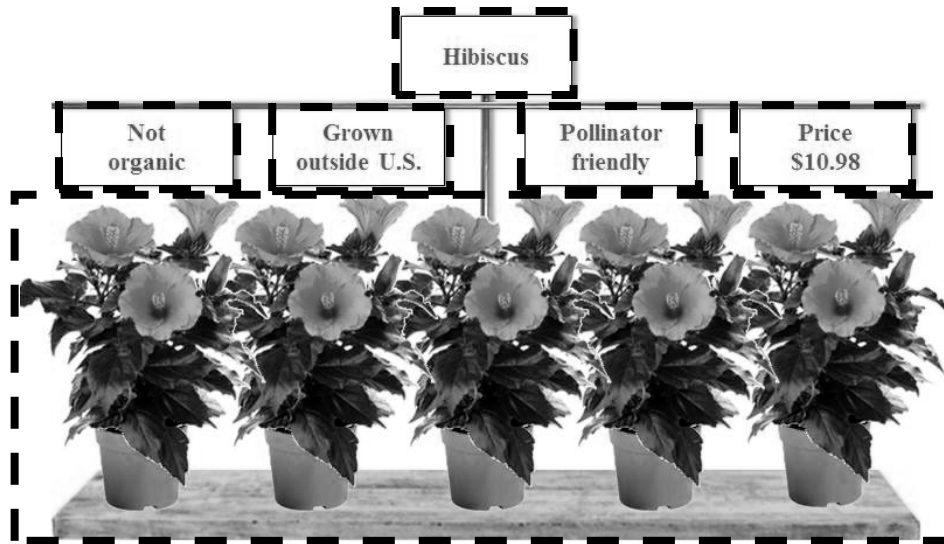 Hibiscus
Not
organic
Grown
outside U.S.
Pollinator
friendly
Price
$10.98